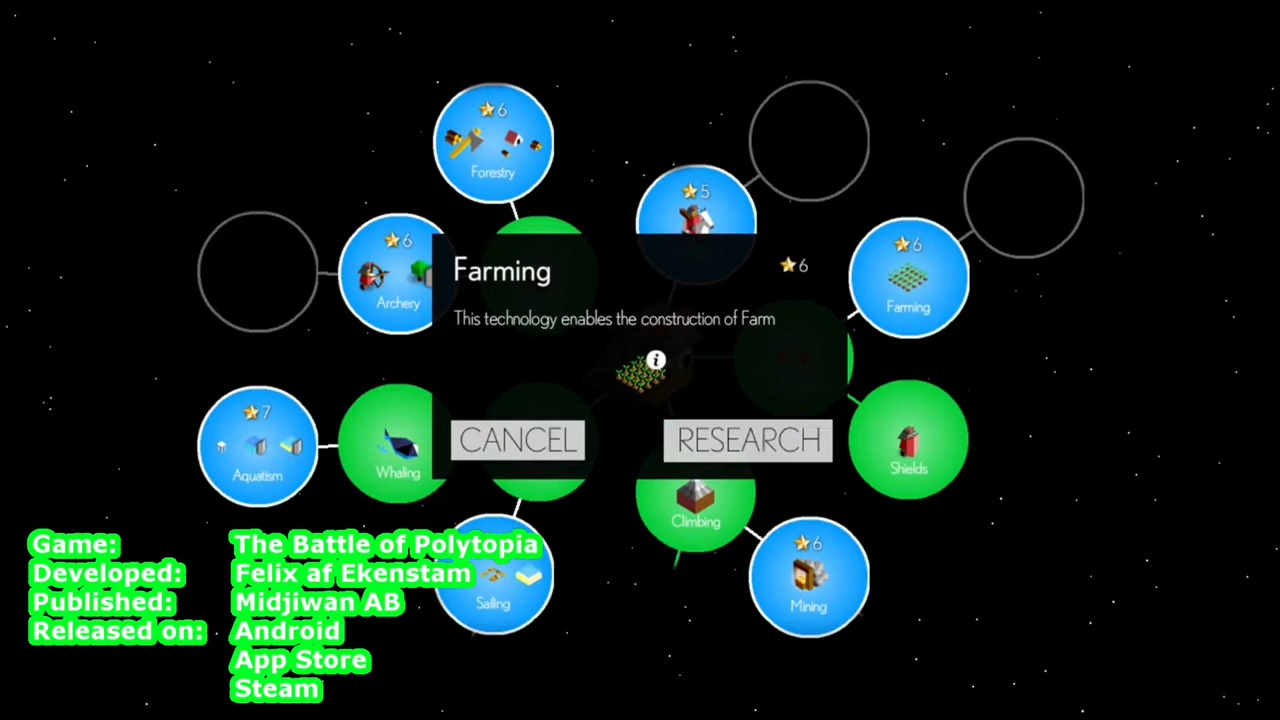 6
Forestry
5
6
Archery
Farming
6
This technology enables the construction of Farm
i
6
Farming
CANCEL
RESEARCH
7
Aquatism
Whaling
Shields
Climbing
6
Mining
Sailing
Game: The Battle of Polytopia
Developed: Felix af Ekenstam
Published: Midjiwan AB
Released on: Android
App Store
Steam